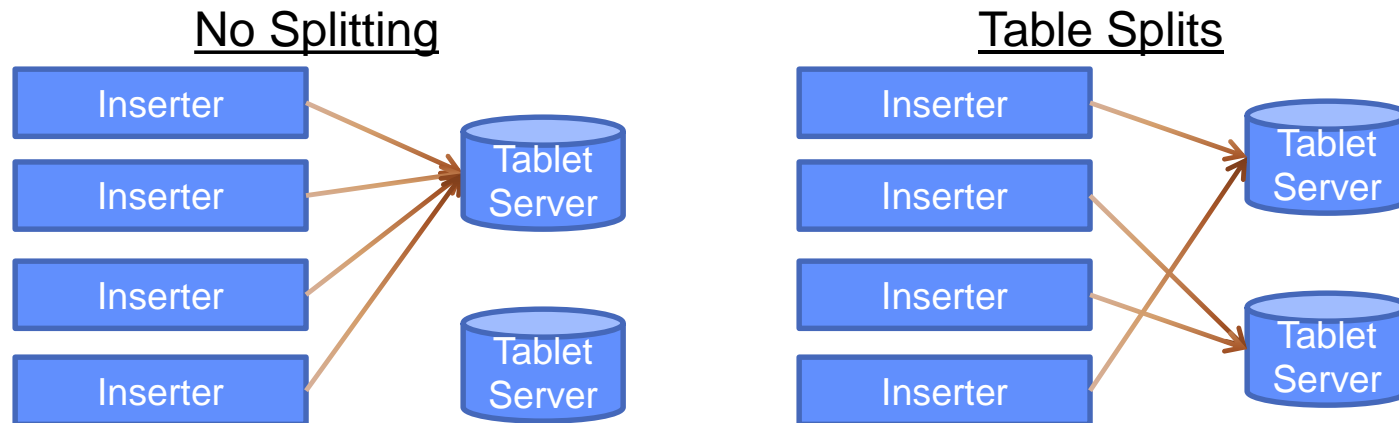 No Splitting
Inserter
Inserter
Inserter
Inserter
Tablet
Server
Tablet
Server
Table Splits
Inserter
Inserter
Inserter
Inserter
Tablet
Server
Tablet
Server